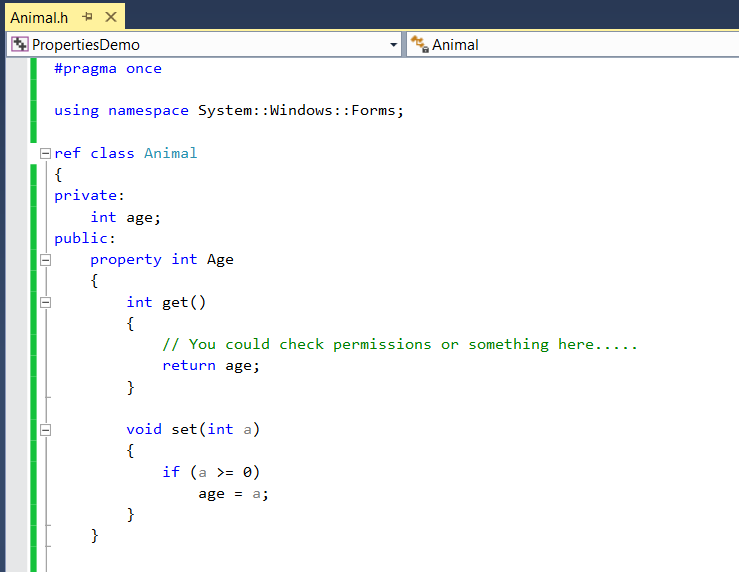 Animal.h
PropertiesDemo Animal
#pragma once
using namespace System::Windows::Forms;
ref class Animal
{
private:
    int age;
public:
    property int Age
    {
        int get()
        {
            // You could check permissions or something here.....
            return age;
        }
        void set(int a)
        {
            if (a >= 0)
                age = a;
        }
    }